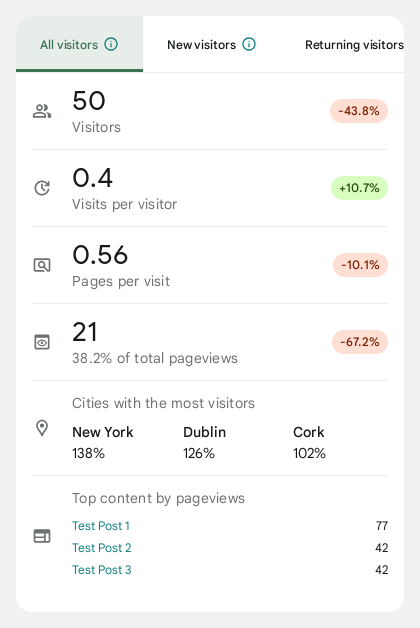 All visitors New visitors Returning visitors
50 -43.8%
Visitors
0.4 +10.7%
Visits per visitor
0.56 -10.1%
Pages per visit
21 -67.2%
38.2% of total pageviews
Cities with the most visitors
New York Dublin Cork
138% 126% 102%
Top content by pageviews
Test Post 1 77
Test Post 2 42
Test Post 3 42